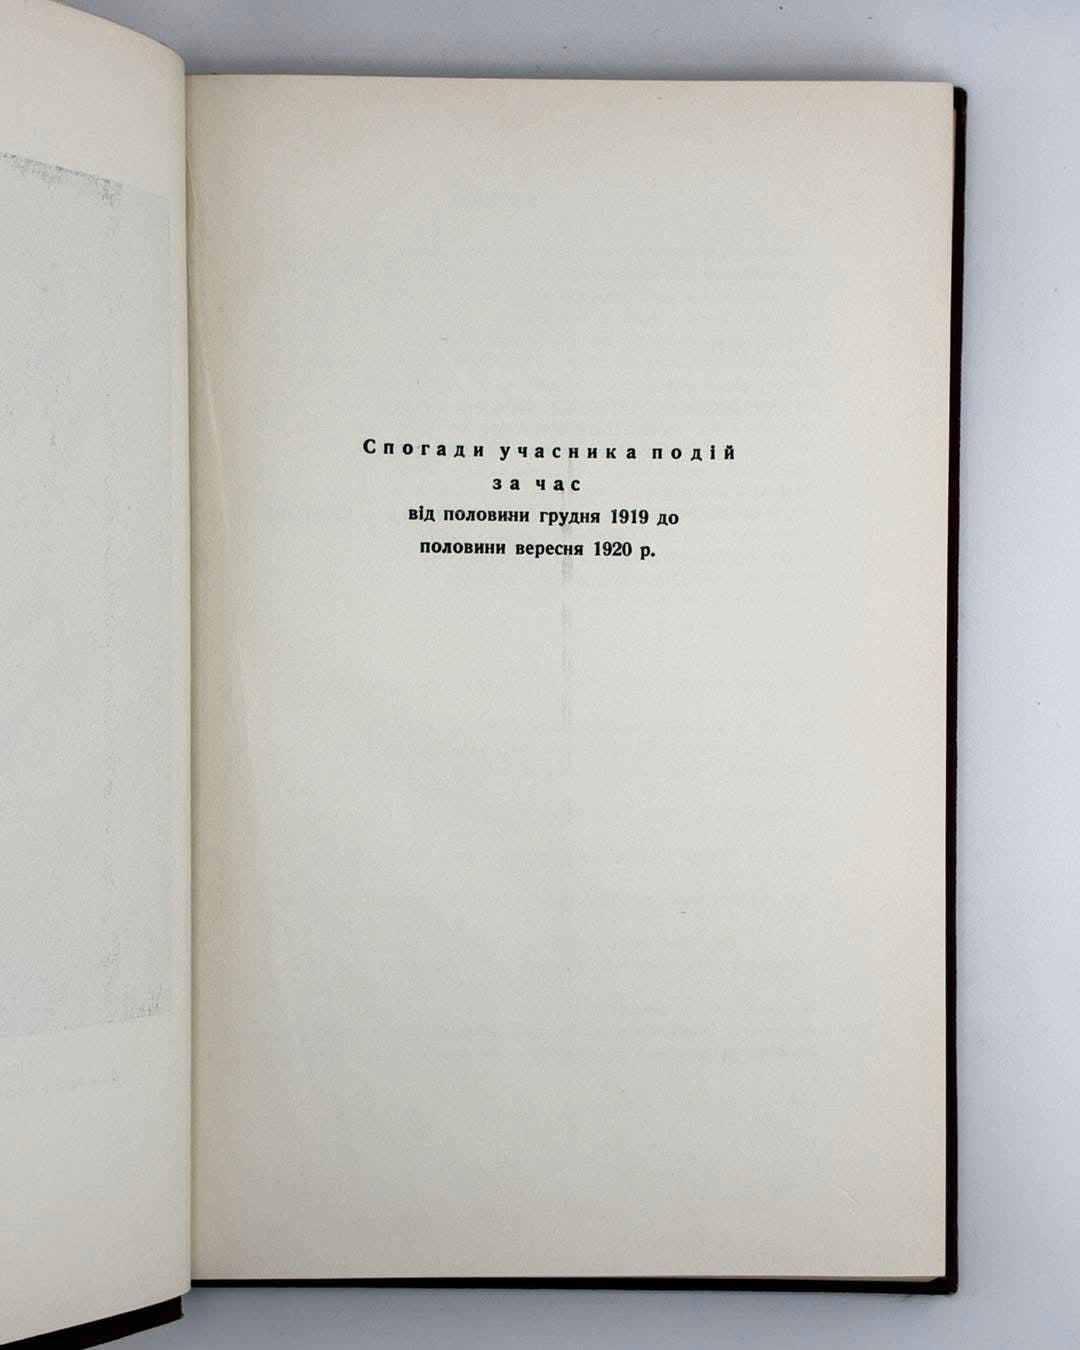 Спогади учасника подій
за час
від половини грудня 1919 до
половини вересня 1920 р.